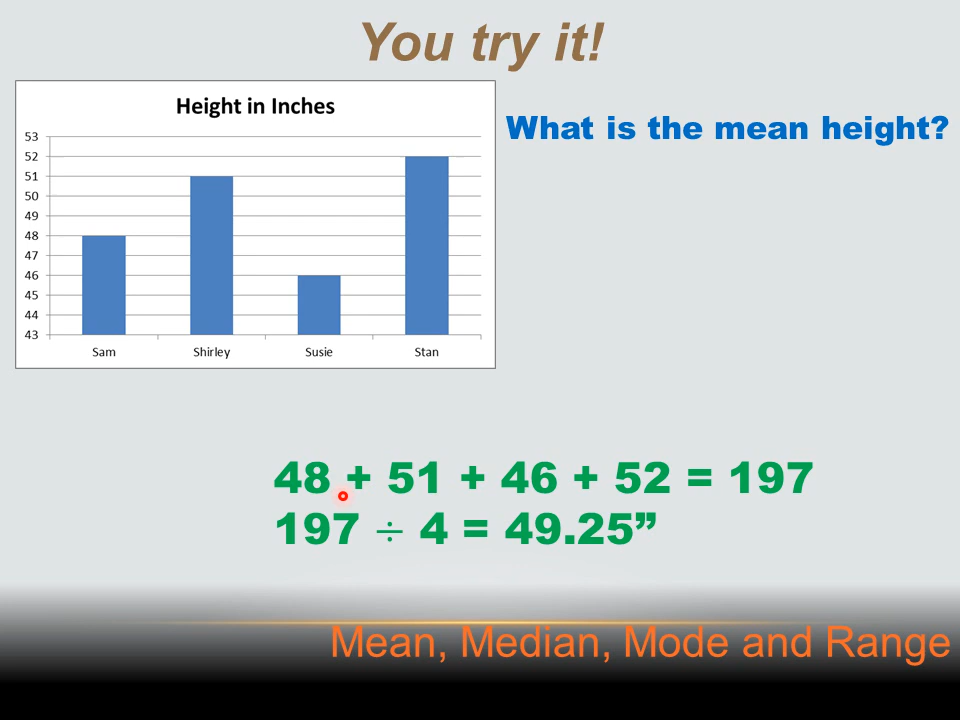 You try it!
Height in Inches
What is the mean height?
53
52
51
50
49
48
47
46
45
44
43
Sam Shirley Susie Stan
48 + 51 + 46 + 52 = 197
197 ÷ 4 = 49.25”
Mean, Median, Mode and Range